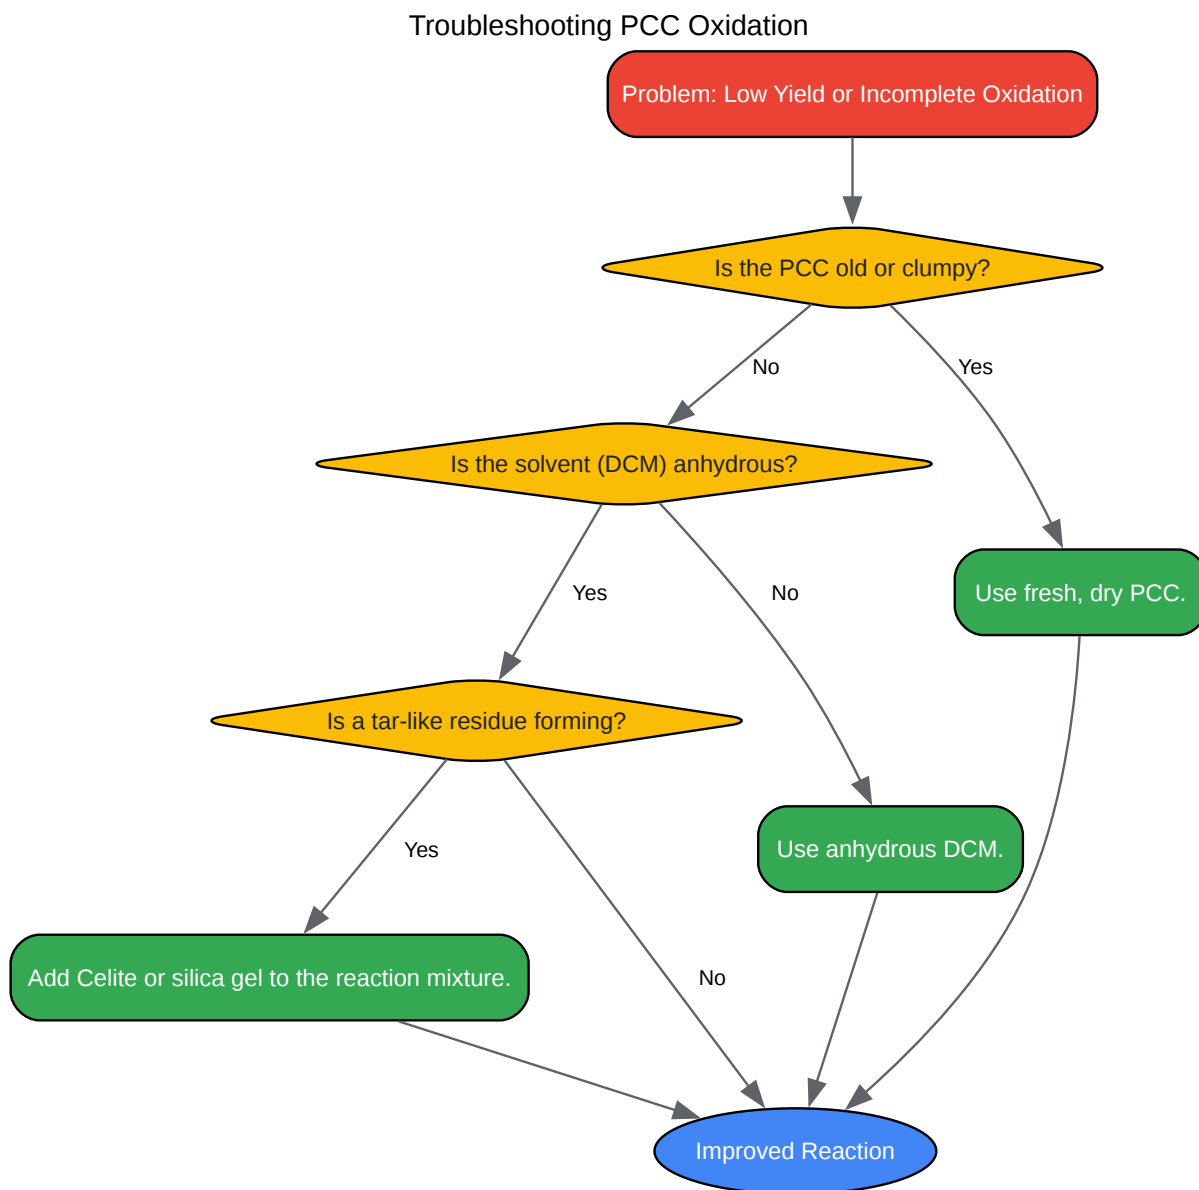 Troubleshooting PCC Oxidation
Problem: Low Yield or Incomplete Oxidation
Is the PCC old or clumpy?
No
Yes
Is the solvent (DCM) anhydrous?
Yes
No
Use fresh, dry PCC.
Is a tar-like residue forming?
Yes
Use anhydrous DCM.
Add Celite or silica gel to the reaction mixture.
No
Improved Reaction